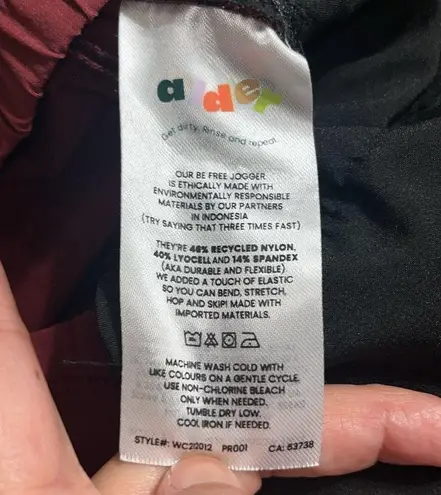 alder
Get dirty. Rinse and repeat.
OUR BE FREE JOGGER
IS ETHICALLY MADE WITH
ENVIRONMENTALLY RESPONSIBLE
MATERIALS BY OUR PARTNERS
IN INDONESIA
(TRY SAYING THAT THREE TIMES FAST)
THEY'RE 46% RECYCLED NYLON,
40% LYOCELL AND 14% SPANDEX
(AKA DURABLE AND FLEXIBLE)
WE ADDED A TOUCH OF ELASTIC
SO YOU CAN BEND, STRETCH,
HOP AND SKIP! MADE WITH
IMPORTED MATERIALS.
MACHINE WASH COLD WITH
LIKE COLOURS ON A GENTLE CYCLE.
USE NON-CHLORINE BLEACH
ONLY WHEN NEEDED.
TUMBLE DRY LOW.
COOL IRON IF NEEDED.
STYLE#: WC212012 PR001 CA: 53738